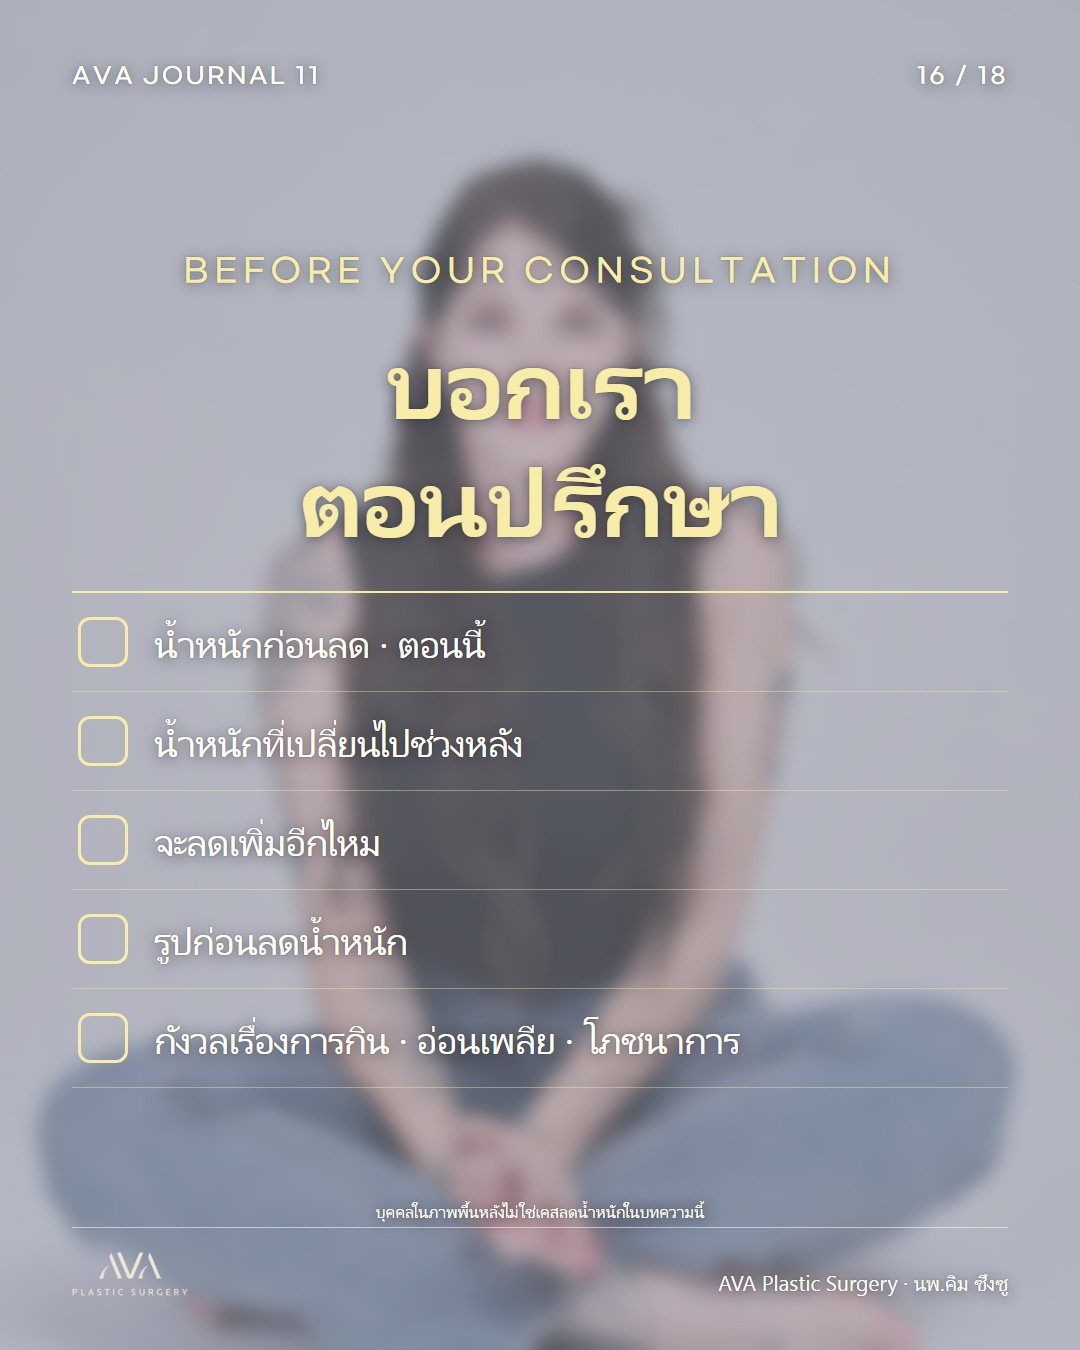 AVA JOURNAL 11
16 / 18
BEFORE YOUR CONSULTATION
บอกเรา
ตอนปรึกษา
น้ำหนักก่อนลด · ตอนนี้
น้ำหนักที่เปลี่ยนไปช่วงหลัง
จะลดเพิ่มอีกไหม
รูปก่อนลดน้ำหนัก
กังวลเรื่องการกิน · อ่อนเพลีย · โภชนาการ
บุคคลในภาพพื้นหลังไม่ใช่เคสลดน้ำหนักในบทความนี้
AVA
PLASTIC SURGERY
AVA Plastic Surgery · นพ.คิม ซึงซู